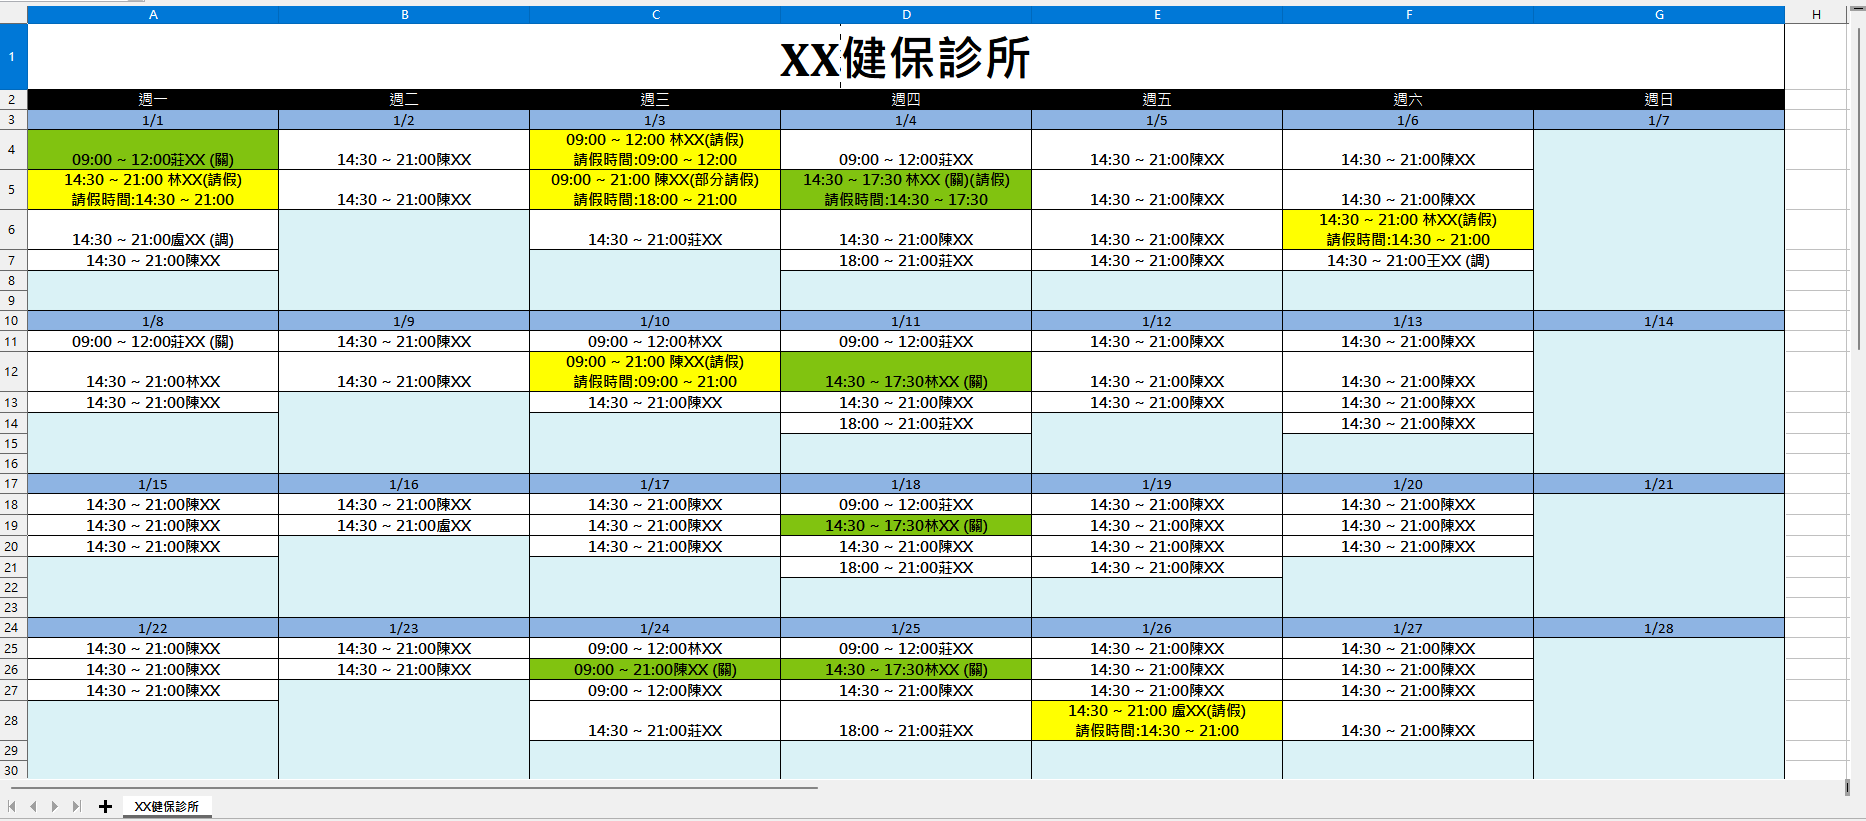 A B C D E F G H
1 XX健保診所
2 週一 週二 週三 週四 週五 週六 週日
3 1/1 1/2 1/3 1/4 1/5 1/6 1/7
4 09:00 ~ 12:00莊XX (關) 14:30 ~ 21:00陳XX 09:00 ~ 12:00 林XX(請假) 請假時間:09:00 ~ 12:00 09:00 ~ 12:00莊XX 14:30 ~ 21:00陳XX 14:30 ~ 21:00陳XX
5 14:30 ~ 21:00 林XX(請假) 請假時間:14:30 ~ 21:00 14:30 ~ 21:00陳XX 09:00 ~ 21:00 陳XX(部分請假) 請假時間:18:00 ~ 21:00 14:30 ~ 17:30 林XX (關)(請假) 請假時間:14:30 ~ 17:30 14:30 ~ 21:00陳XX 14:30 ~ 21:00陳XX
6 14:30 ~ 21:00盧XX (調) 14:30 ~ 21:00莊XX 14:30 ~ 21:00陳XX 14:30 ~ 21:00陳XX 14:30 ~ 21:00 林XX(請假) 請假時間:14:30 ~ 21:00
7 14:30 ~ 21:00陳XX 18:00 ~ 21:00莊XX 14:30 ~ 21:00陳XX 14:30 ~ 21:00王XX (調)
8
9
10 1/8 1/9 1/10 1/11 1/12 1/13 1/14
11 09:00 ~ 12:00莊XX (關) 14:30 ~ 21:00陳XX 09:00 ~ 12:00林XX 09:00 ~ 12:00莊XX 14:30 ~ 21:00陳XX 14:30 ~ 21:00陳XX
12 14:30 ~ 21:00林XX 14:30 ~ 21:00陳XX 09:00 ~ 21:00 陳XX(請假) 請假時間:09:00 ~ 21:00 14:30 ~ 17:30林XX (關) 14:30 ~ 21:00陳XX 14:30 ~ 21:00陳XX
13 14:30 ~ 21:00陳XX 14:30 ~ 21:00陳XX 14:30 ~ 21:00陳XX 14:30 ~ 21:00陳XX 14:30 ~ 21:00陳XX
14 18:00 ~ 21:00莊XX 14:30 ~ 21:00陳XX
15
16
17 1/15 1/16 1/17 1/18 1/19 1/20 1/21
18 14:30 ~ 21:00陳XX 14:30 ~ 21:00陳XX 14:30 ~ 21:00陳XX 09:00 ~ 12:00莊XX 14:30 ~ 21:00陳XX 14:30 ~ 21:00陳XX
19 14:30 ~ 21:00陳XX 14:30 ~ 21:00盧XX 14:30 ~ 21:00陳XX 14:30 ~ 17:30林XX (關) 14:30 ~ 21:00陳XX 14:30 ~ 21:00陳XX
20 14:30 ~ 21:00陳XX 14:30 ~ 21:00陳XX 14:30 ~ 21:00陳XX 14:30 ~ 21:00陳XX 14:30 ~ 21:00陳XX
21 18:00 ~ 21:00莊XX 14:30 ~ 21:00陳XX
22
23
24 1/22 1/23 1/24 1/25 1/26 1/27 1/28
25 14:30 ~ 21:00陳XX 14:30 ~ 21:00陳XX 09:00 ~ 12:00林XX 09:00 ~ 12:00莊XX 14:30 ~ 21:00陳XX 14:30 ~ 21:00陳XX
26 14:30 ~ 21:00陳XX 14:30 ~ 21:00陳XX 09:00 ~ 21:00陳XX (關) 14:30 ~ 17:30林XX (關) 14:30 ~ 21:00陳XX 14:30 ~ 21:00陳XX
27 14:30 ~ 21:00陳XX 09:00 ~ 12:00陳XX 14:30 ~ 21:00陳XX 14:30 ~ 21:00陳XX 14:30 ~ 21:00陳XX
28 14:30 ~ 21:00莊XX 18:00 ~ 21:00莊XX 14:30 ~ 21:00 盧XX(請假) 請假時間:14:30 ~ 21:00 14:30 ~ 21:00陳XX
29
30
XX健保診所